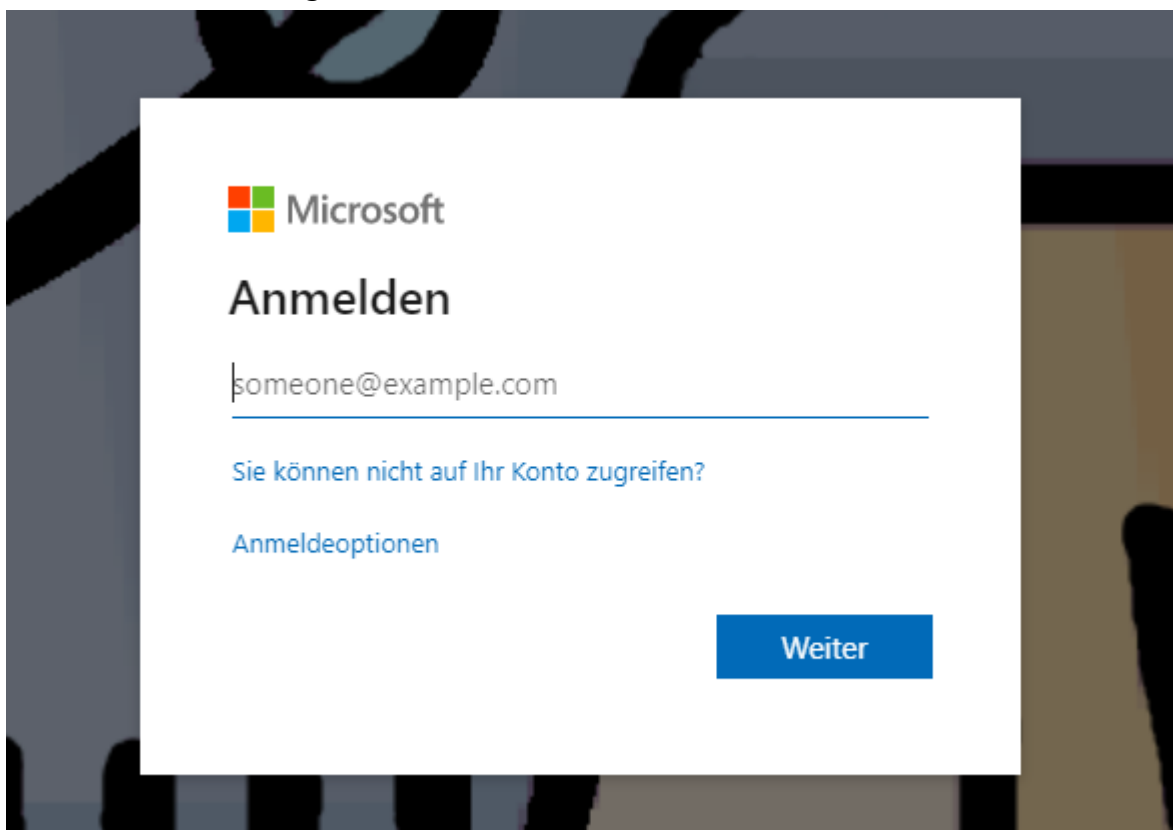 Microsoft
Anmelden
someone@example.com
Sie können nicht auf Ihr Konto zugreifen?
Anmeldeoptionen
Weiter